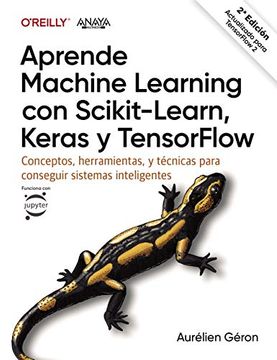 O'REILLY
ANAYA
2ª Edición
Actualizado para
TensorFlow 2
Aprende
Machine Learning
con Scikit-Learn,
Keras y TensorFlow
Conceptos, herramientas, y técnicas para
conseguir sistemas inteligentes
Funciona con
jupyter
Aurélien Géron